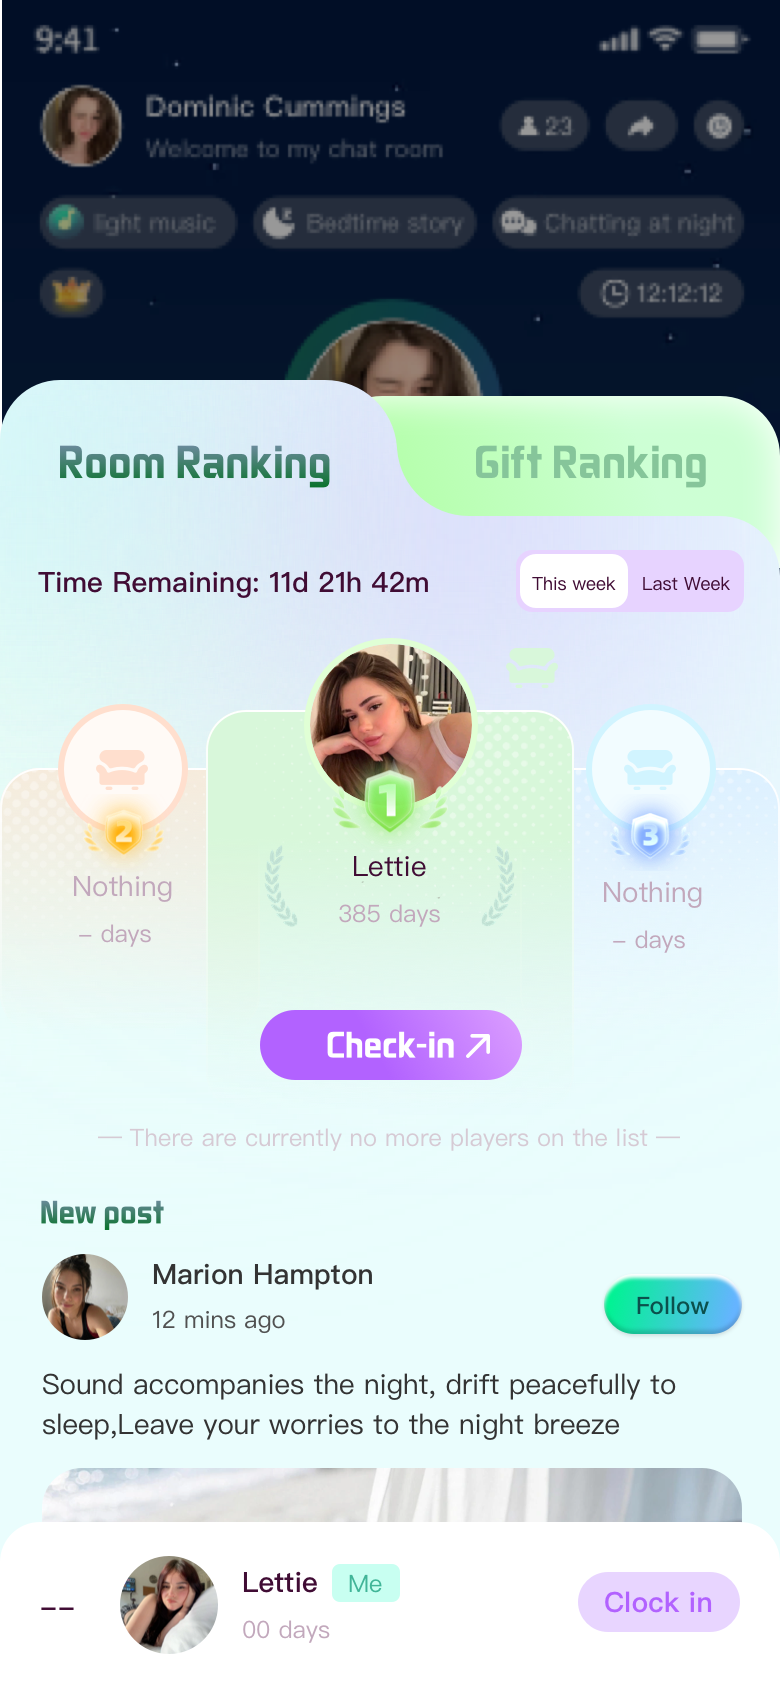 9:41
Dominic Cummings
Welcome to my chat room
23
light music
Bedtime story
Chatting at night
12:12:12
Room Ranking
Gift Ranking
Time Remaining: 11d 21h 42m
This week
Last Week
1
2
3
Lettie
385 days
Nothing
– days
Nothing
– days
Check-in
— There are currently no more players on the list —
New post
Marion Hampton
12 mins ago
Follow
Sound accompanies the night, drift peacefully to
sleep,Leave your worries to the night breeze
––
Lettie
Me
00 days
Clock in